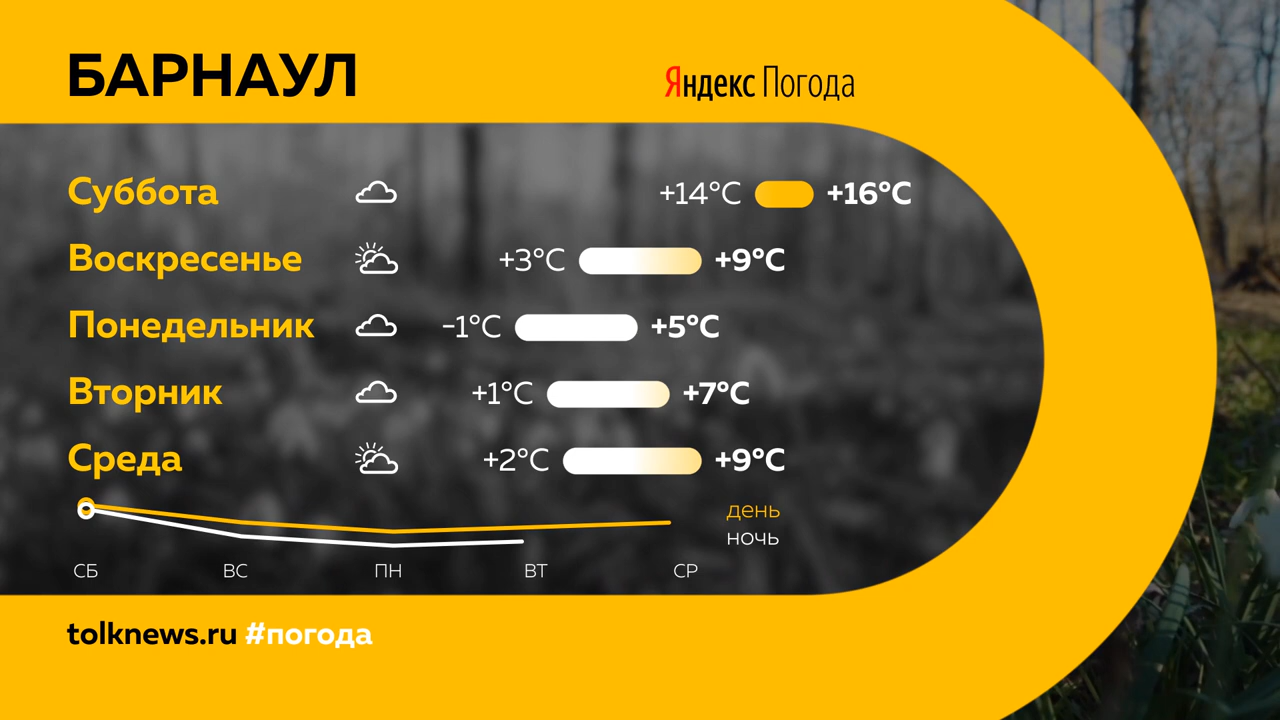 БАРНАУЛ
Яндекс Погода
Суббота +14°C +16°C
Воскресенье +3°C +9°C
Понедельник -1°C +5°C
Вторник +1°C +7°C
Среда +2°C +9°C
день
ночь
СБ ВС ПН ВТ СР
tolknews.ru #погода